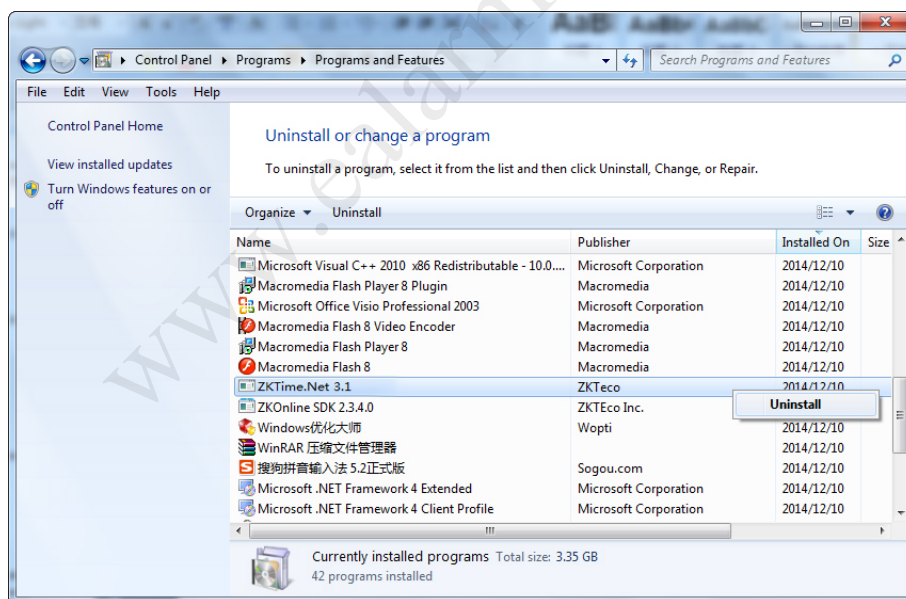 AaB AaBb AaBbC
Control Panel Programs Programs and Features
Search Programs and Features
File Edit View Tools Help
Control Panel Home
View installed updates
Turn Windows features on or
off
Uninstall or change a program
To uninstall a program, select it from the list and then click Uninstall, Change, or Repair.
Organize Uninstall
Name Publisher Installed On Size
Microsoft Visual C++ 2010 x86 Redistributable - 10.0.... Microsoft Corporation 2014/12/10
Macromedia Flash Player 8 Plugin Macromedia 2014/12/10
Microsoft Office Visio Professional 2003 Microsoft Corporation 2014/12/10
Macromedia Flash 8 Video Encoder Macromedia 2014/12/10
Macromedia Flash Player 8 Macromedia 2014/12/10
Macromedia Flash 8 Macromedia 2014/12/10
ZKTime.Net 3.1 ZKTeco 2014/12/10
Uninstall
ZKOnline SDK 2.3.4.0 ZKTEco Inc. 2014/12/10
Windows优化大师 Wopti 2014/12/10
WinRAR 压缩文件管理器 2014/12/10
搜狗拼音输入法 5.2正式版 Sogou.com 2014/12/10
Microsoft .NET Framework 4 Extended Microsoft Corporation 2014/12/10
Microsoft .NET Framework 4 Client Profile Microsoft Corporation 2014/12/10
Currently installed programs Total size: 3.35 GB
42 programs installed
www.ealarm